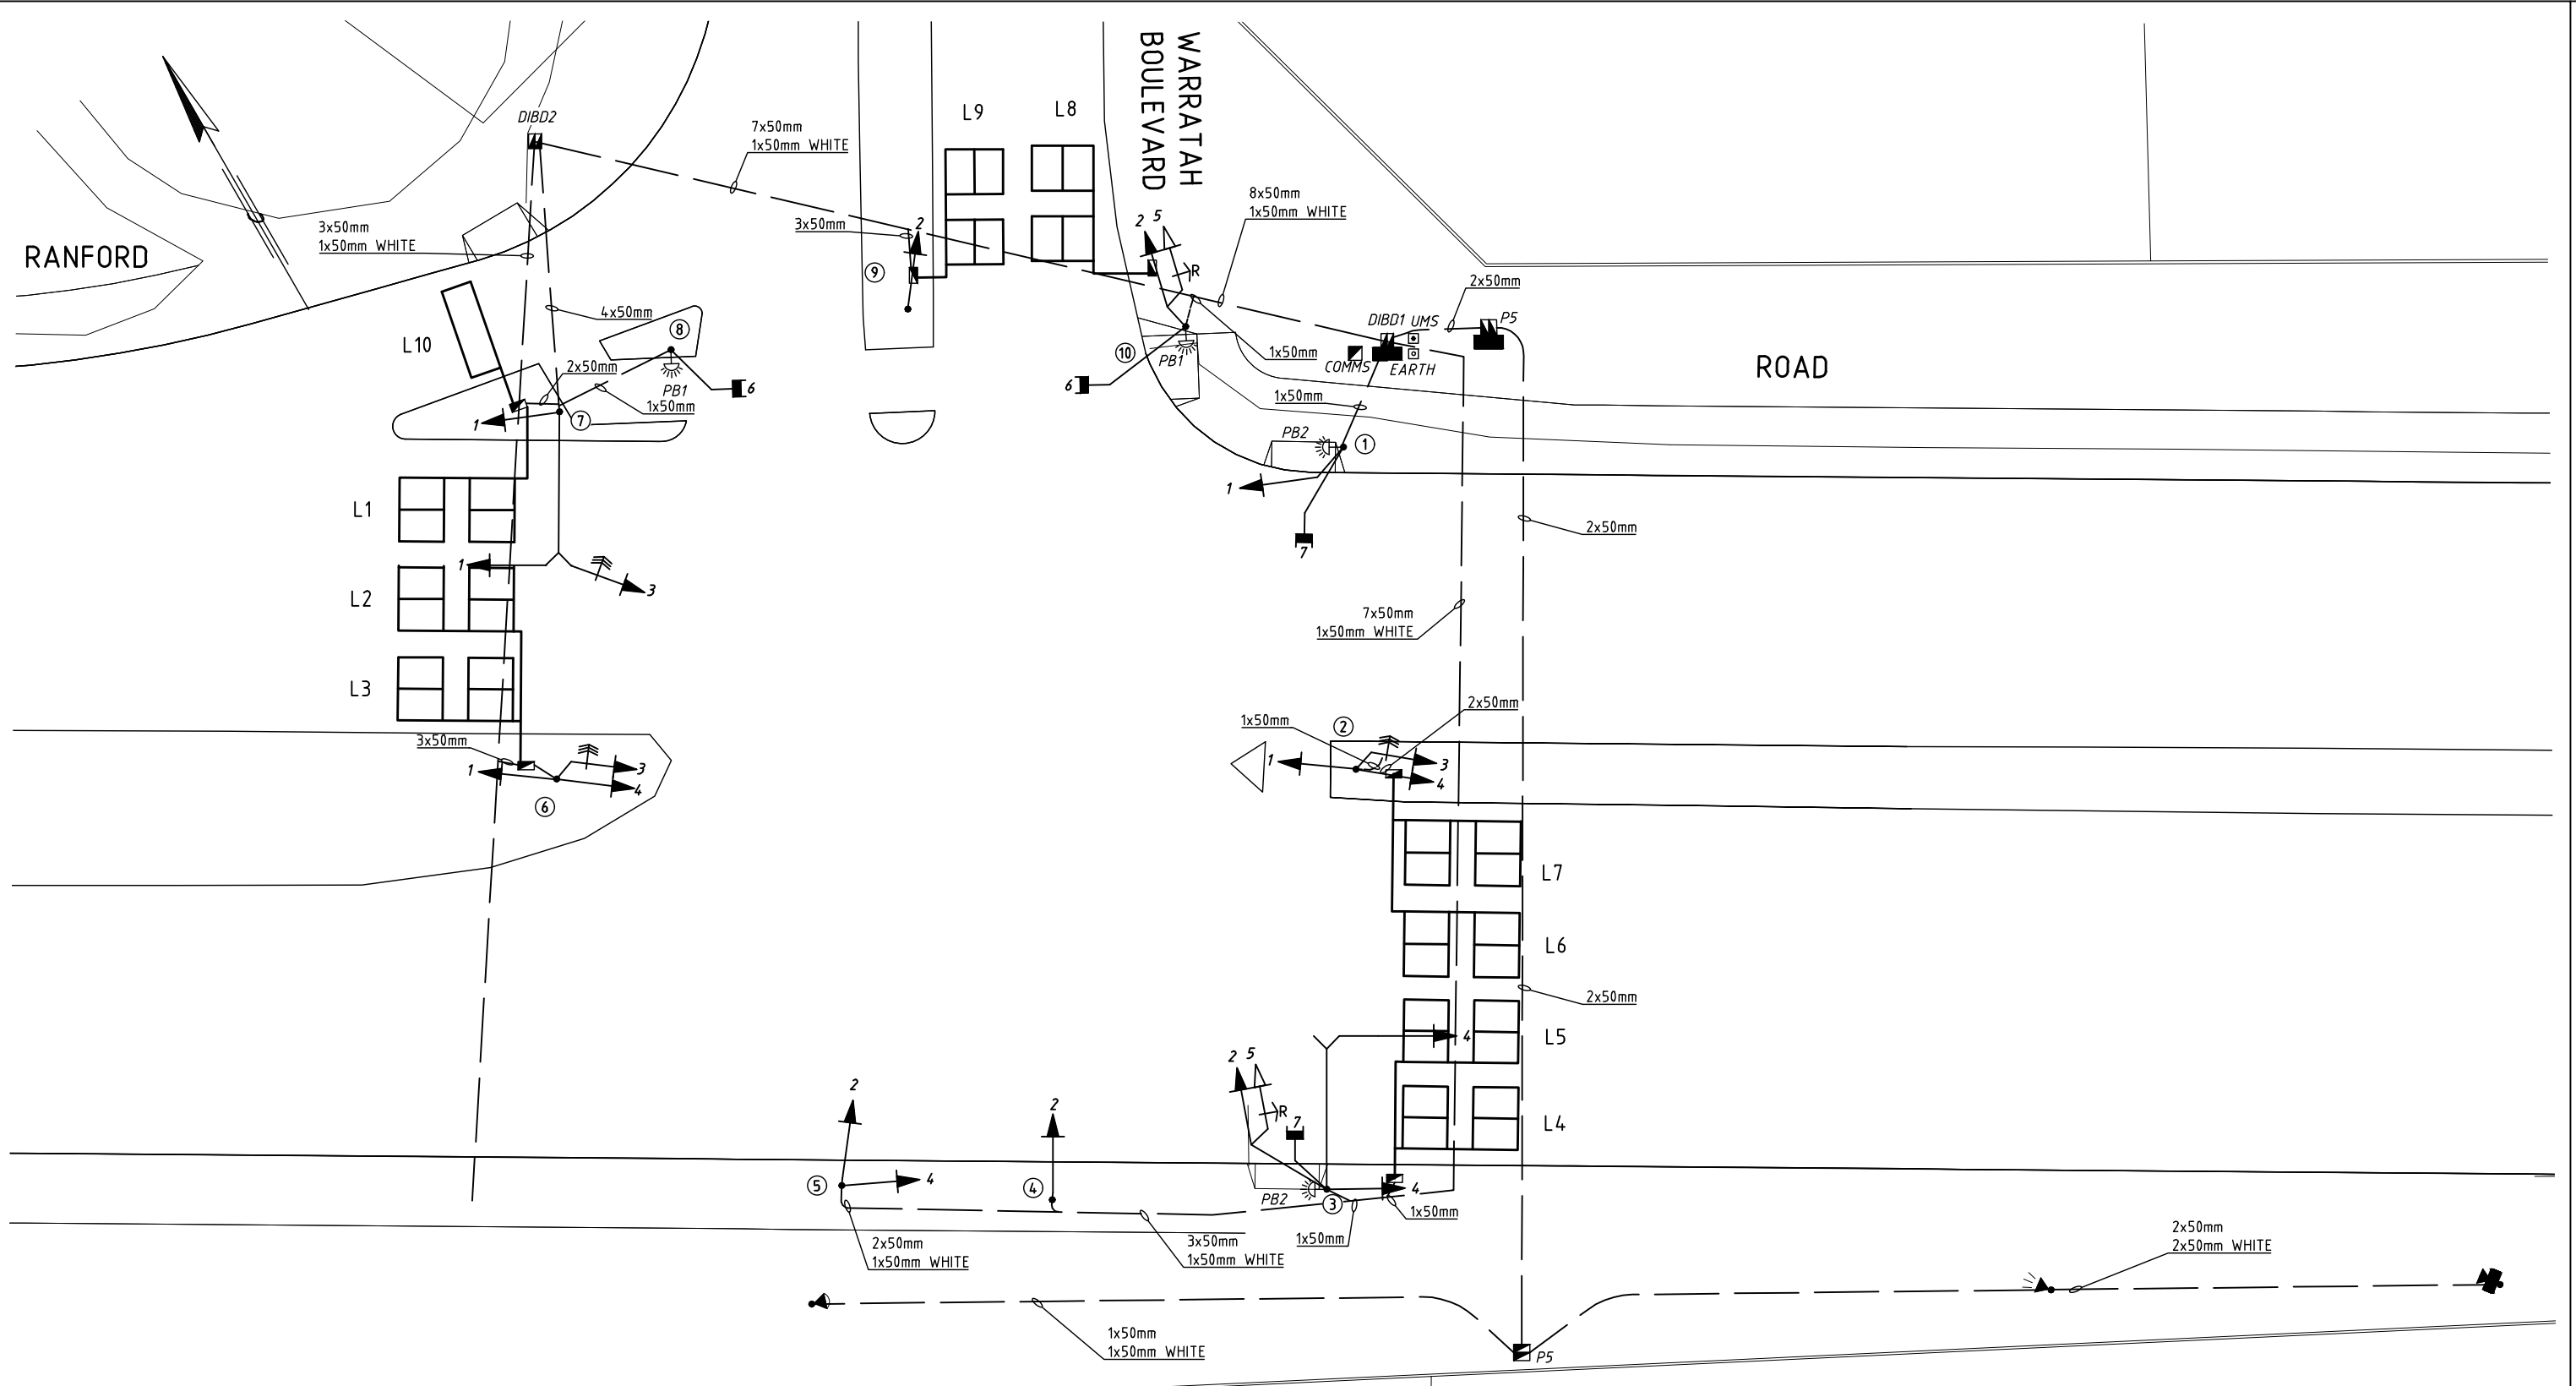 WARRATAH
BOULEVARD
L9
L8
DIBD2
7x50mm
1x50mm WHITE
8x50mm
1x50mm WHITE
3x50mm
2
2
5
3x50mm
1x50mm WHITE
RANFORD
R
9
2x50mm
4x50mm
DIBD1
UMS
P5
8
L10
10
PB1
1x50mm
COMMS
EARTH
ROAD
2x50mm
PB1
6
6
1x50mm
1x50mm
1
7
PB2
1
1
L1
7
2x50mm
1
3
L2
7x50mm
1x50mm WHITE
L3
2x50mm
1x50mm
2
3x50mm
1
3
4
6
1
3
4
L7
L6
2x50mm
L5
4
2
5
R
7
L4
2
2
5
4
4
PB2
3
4
1x50mm
1x50mm
2x50mm
1x50mm WHITE
3x50mm
1x50mm WHITE
2x50mm
2x50mm WHITE
1x50mm
1x50mm WHITE
P5